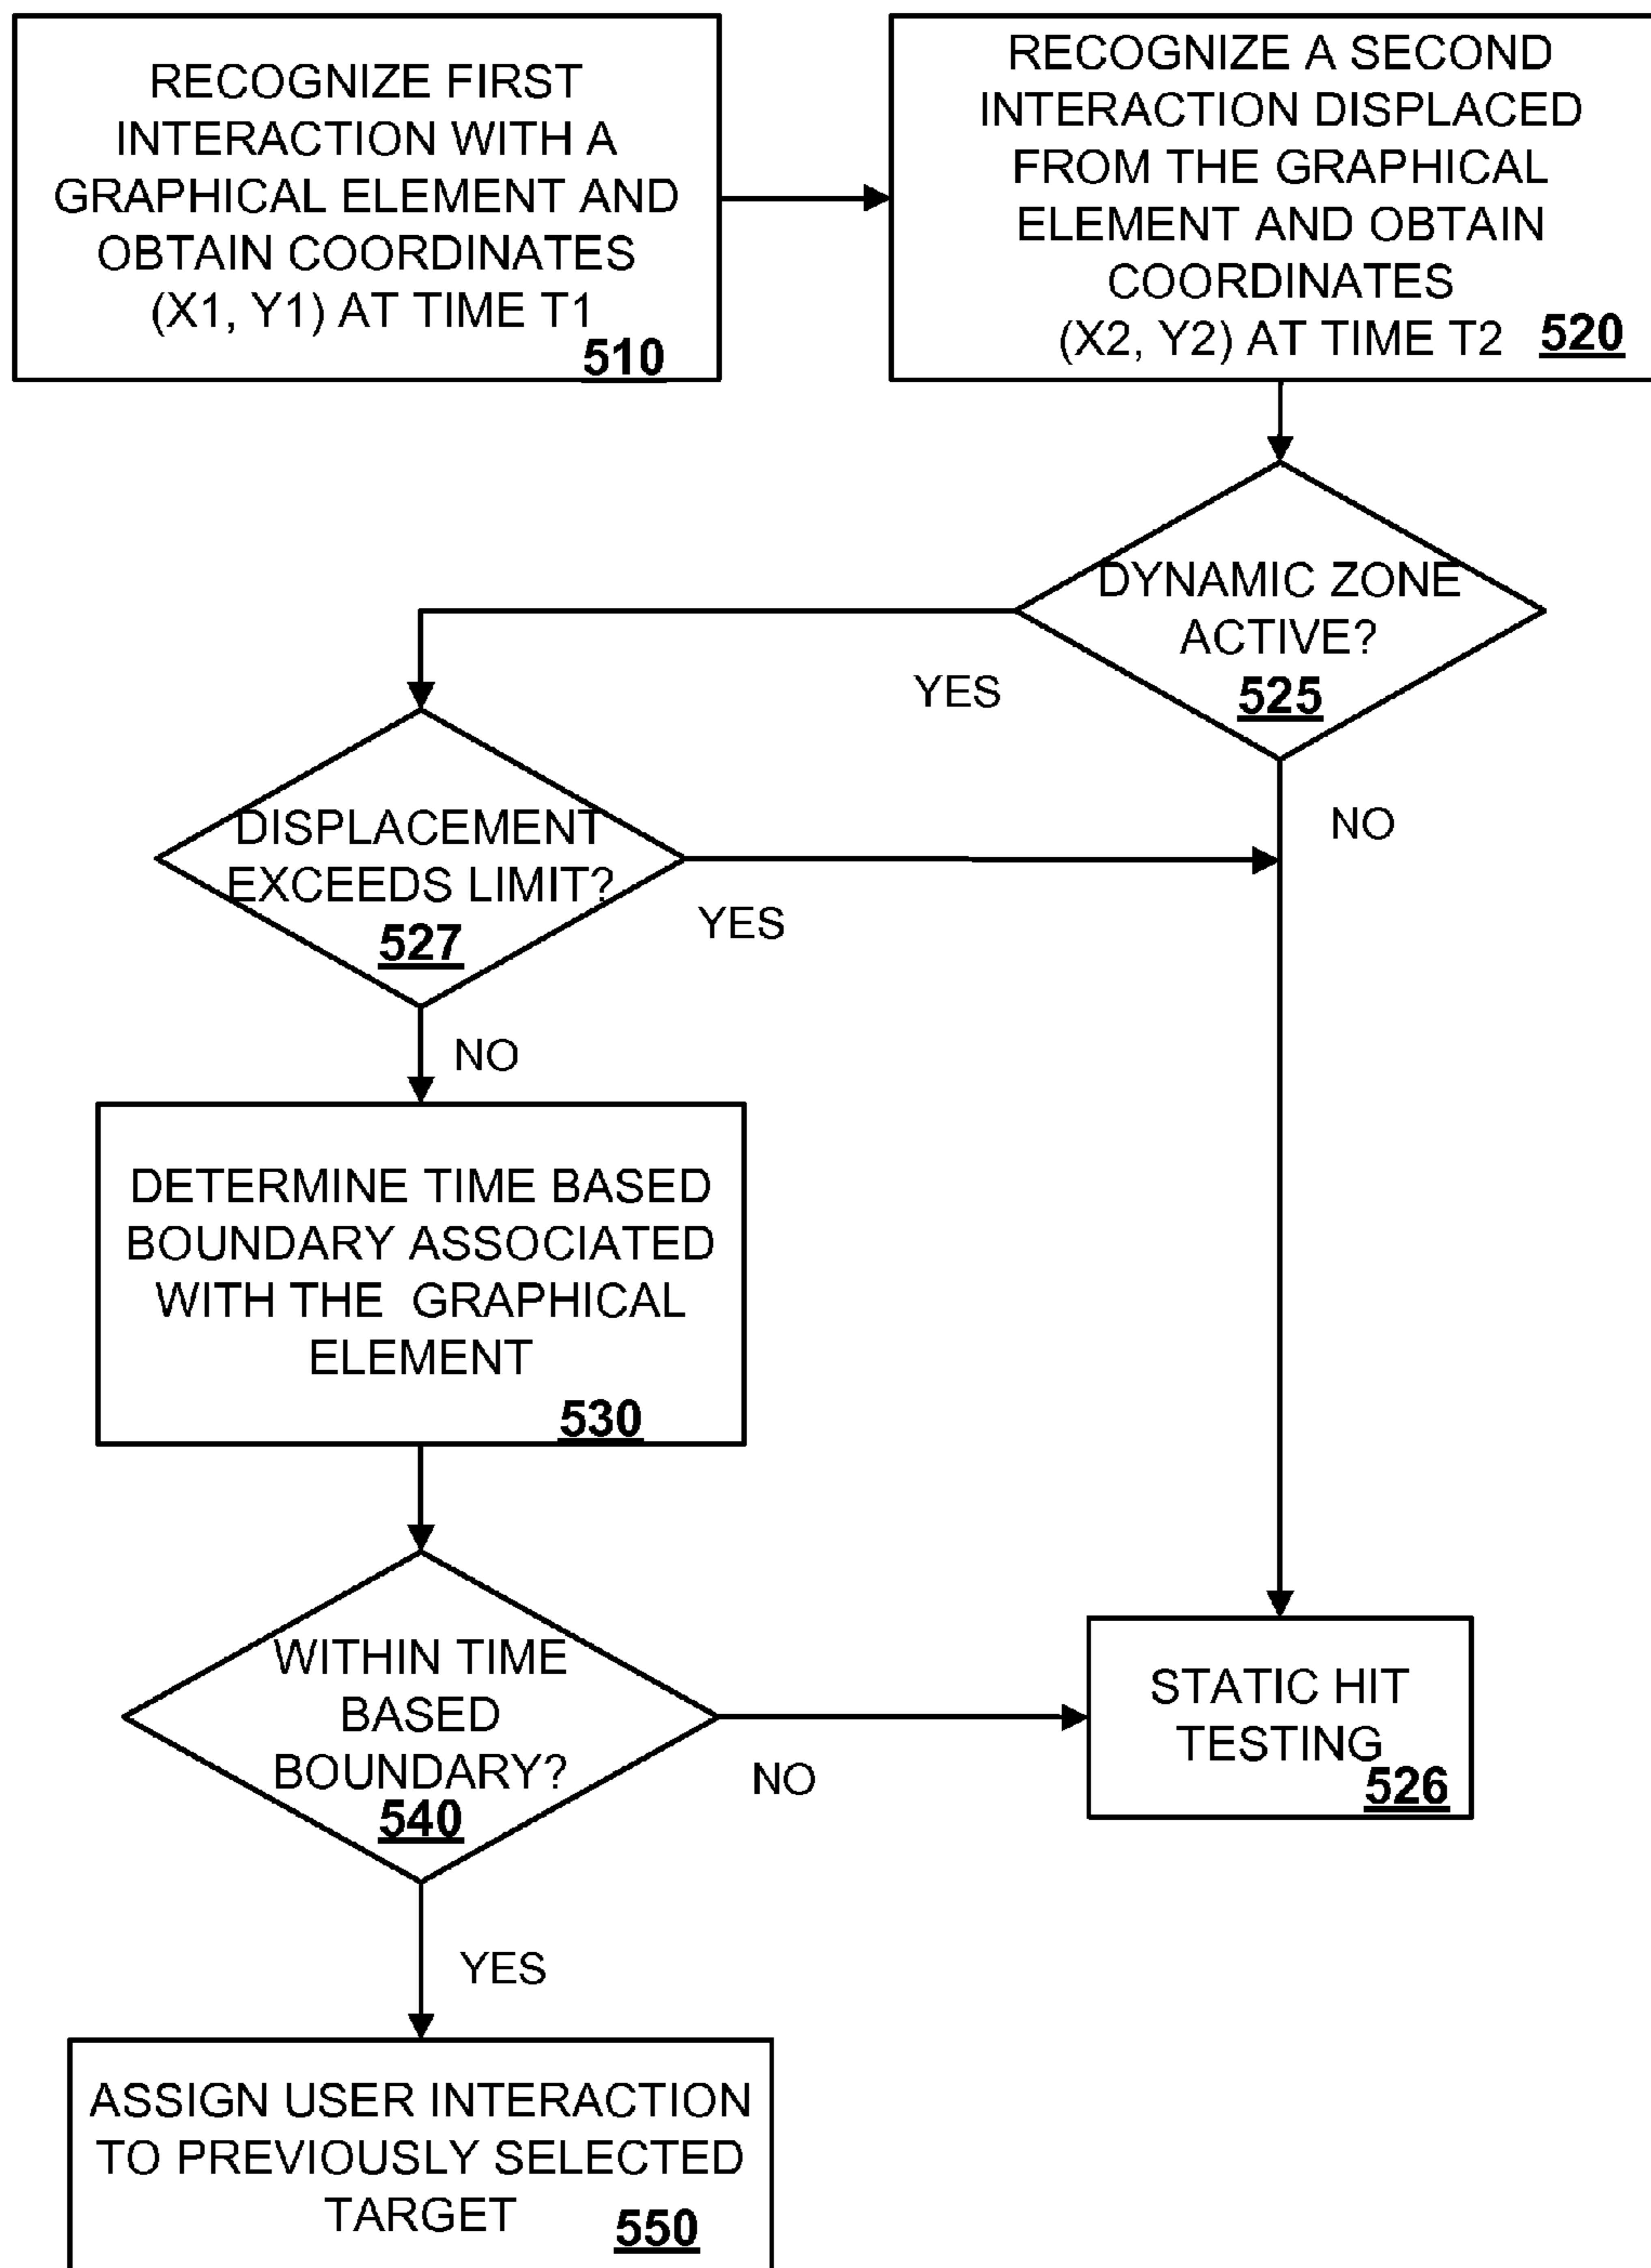 RECOGNIZE FIRST
INTERACTION WITH A
GRAPHICAL ELEMENT AND
OBTAIN COORDINATES
(X1, Y1) AT TIME T1
510
RECOGNIZE A SECOND
INTERACTION DISPLACED
FROM THE GRAPHICAL
ELEMENT AND OBTAIN
COORDINATES
(X2, Y2) AT TIME T2 520
DYNAMIC ZONE
ACTIVE?
525
YES
NO
DISPLACEMENT
EXCEEDS LIMIT?
527
YES
NO
DETERMINE TIME BASED
BOUNDARY ASSOCIATED
WITH THE GRAPHICAL
ELEMENT
530
WITHIN TIME
BASED
BOUNDARY?
540
NO
YES
STATIC HIT
TESTING
526
ASSIGN USER INTERACTION
TO PREVIOUSLY SELECTED
TARGET 550